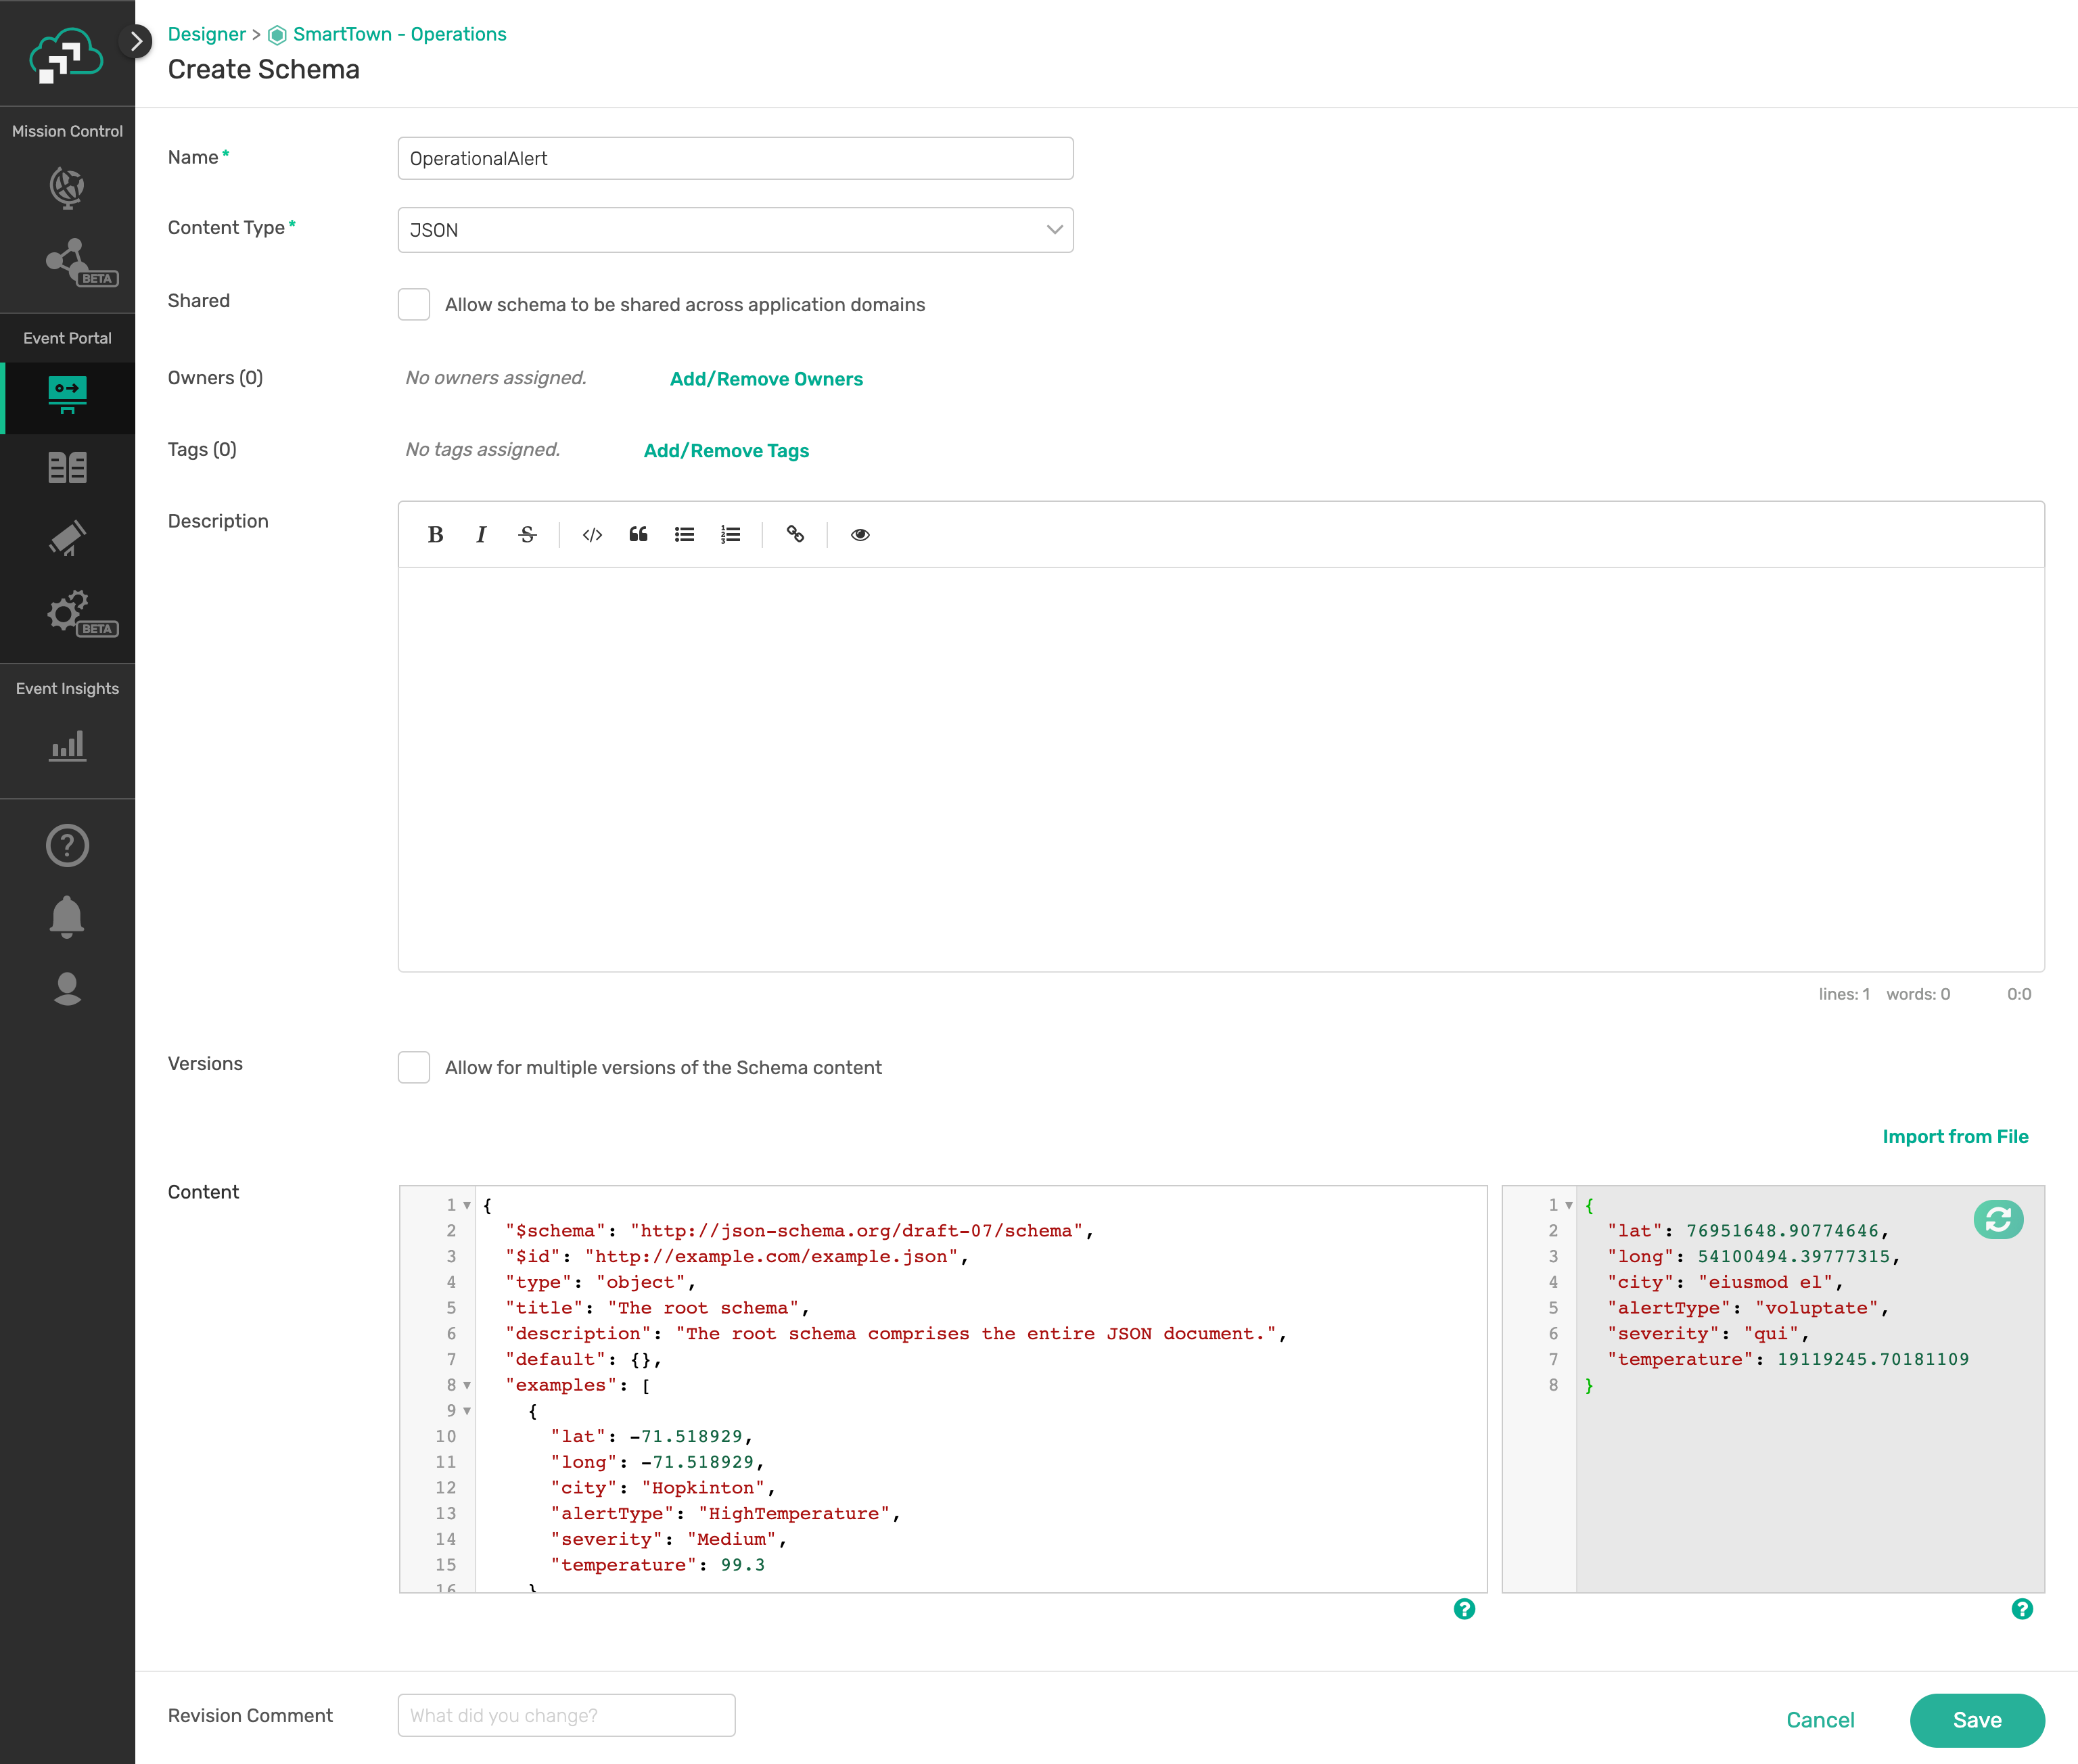 Designer > SmartTown - Operations
Create Schema
Mission Control
BETA
Event Portal
BETA
Event Insights
Name *
OperationalAlert
Content Type *
JSON
Shared
Allow schema to be shared across application domains
Owners (0)
No owners assigned.
Add/Remove Owners
Tags (0)
No tags assigned.
Add/Remove Tags
Description
B I S </>
lines: 1 words: 0 0:0
Versions
Allow for multiple versions of the Schema content
Import from File
Content
1 {
2 "$schema": "http://json-schema.org/draft-07/schema",
3 "$id": "http://example.com/example.json",
4 "type": "object",
5 "title": "The root schema",
6 "description": "The root schema comprises the entire JSON document.",
7 "default": {},
8 "examples": [
9 {
10 "lat": -71.518929,
11 "long": -71.518929,
12 "city": "Hopkinton",
13 "alertType": "HighTemperature",
14 "severity": "Medium",
15 "temperature": 99.3
16 }
1 {
2 "lat": 76951648.90774646,
3 "long": 54100494.39777315,
4 "city": "eiusmod el",
5 "alertType": "voluptate",
6 "severity": "qui",
7 "temperature": 19119245.70181109
8 }
?
?
Revision Comment
What did you change?
Cancel
Save